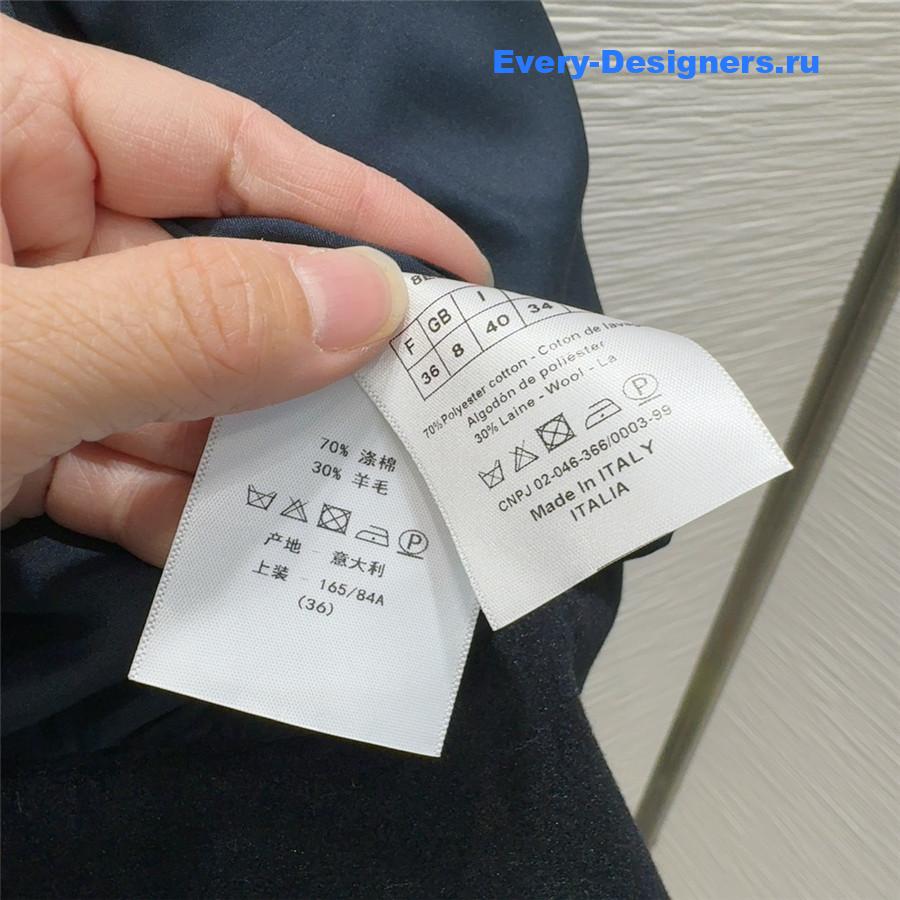 Every-Designers.ru
F GB I
36 8 40 34
70% Polyester cotton - Coton de
Algodón de poliéster
30% Laine - Wool - La
CNPJ 02-046-366/0003-99
Made In ITALY
ITALIA
70% 涤棉
30% 羊毛
P
P
产地 - 意大利
上装 - 165/84A
(36)